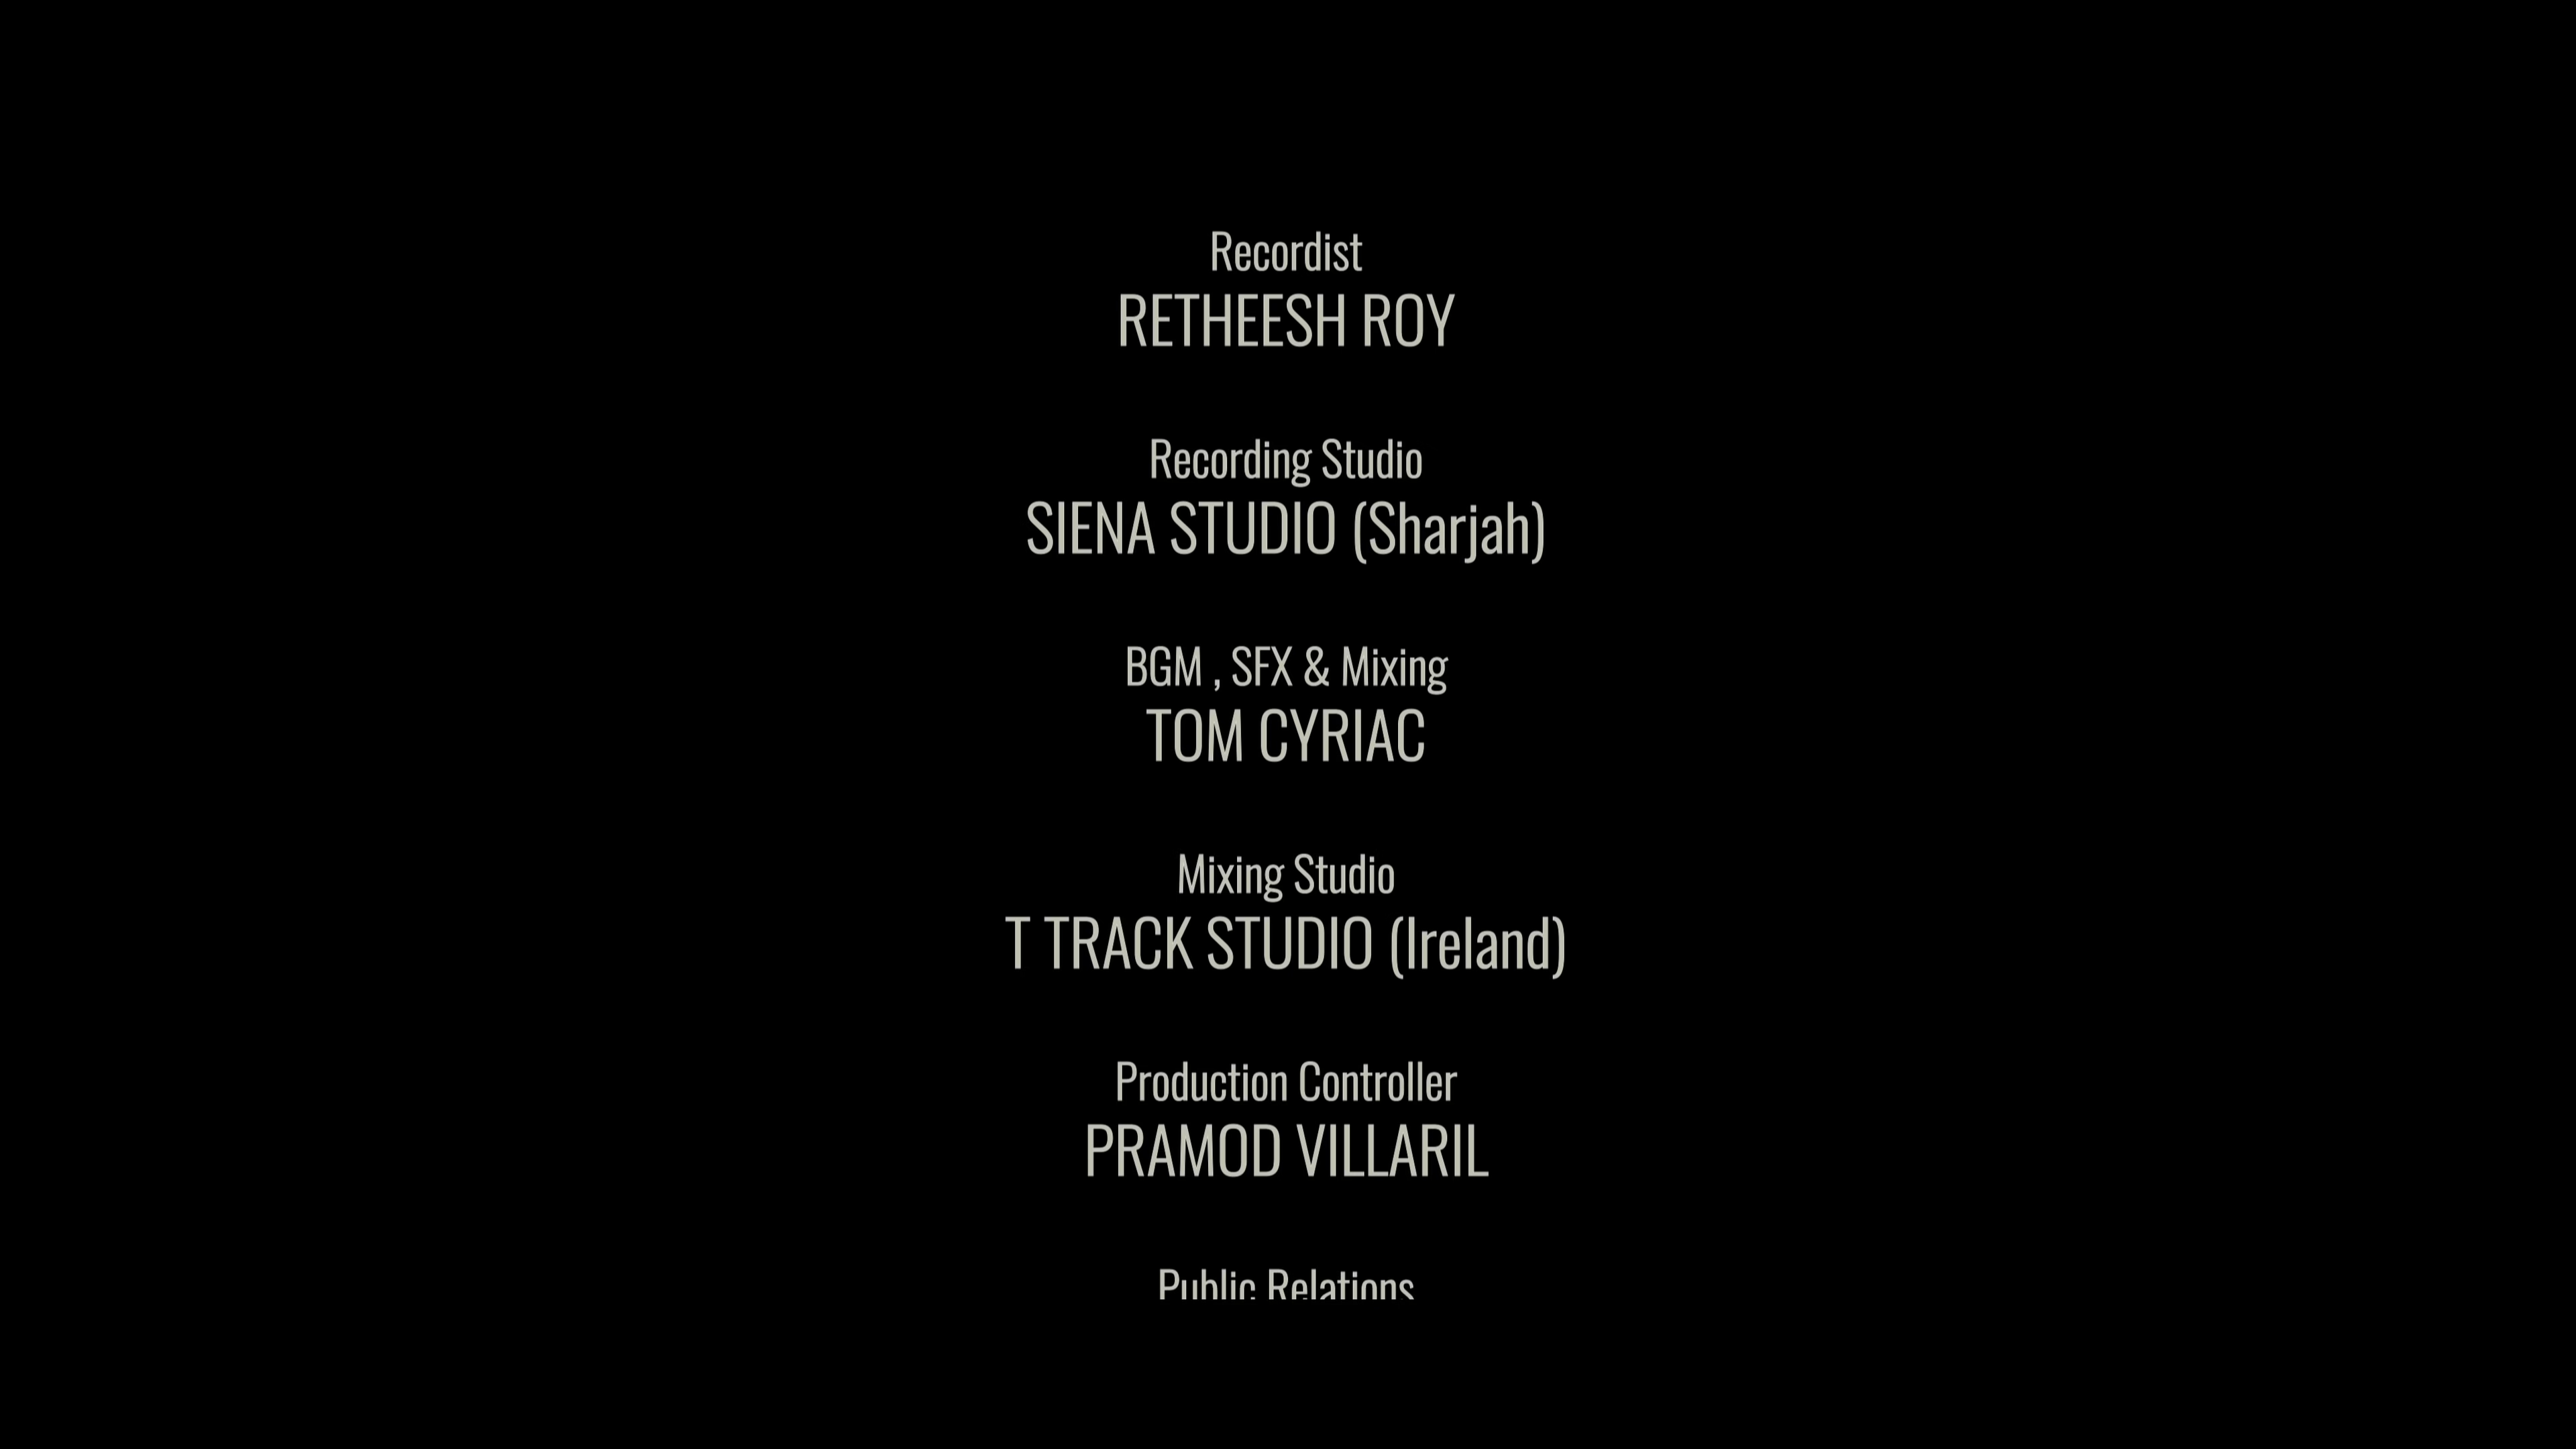 Recordist
RETHEESH ROY
Recording Studio
SIENA STUDIO (Sharjah)
BGM , SFX & Mixing
TOM CYRIAC
Mixing Studio
T TRACK STUDIO (Ireland)
Production Controller
PRAMOD VILLARIL
Public Relations